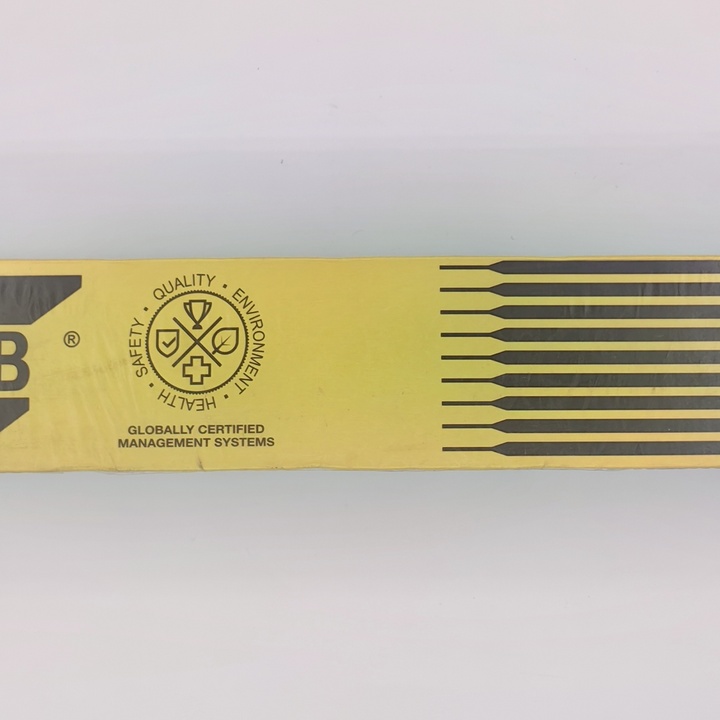 B ®
QUALITY • ENVIRONMENT • HEALTH • SAFETY •
GLOBALLY CERTIFIED
MANAGEMENT SYSTEMS